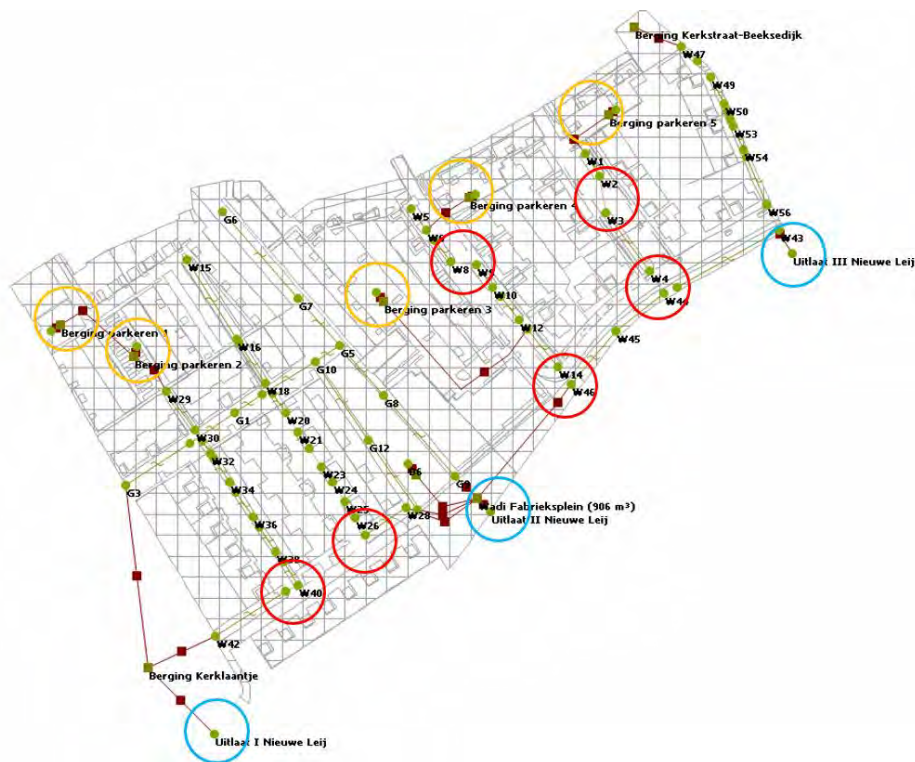 Berging Kerkstraat-Beeksedijk
W47
W49
W50
W53
W54
Berging parkeren 5
W1
W2
W3
W56
W43
Uitlaat III Nieuwe Leij
Berging parkeren 4
W5
W6
W8
W9
W10
W12
W4
W44
W45
G6
W15
G7
Berging parkeren 3
Berging parkeren 1
Berging parkeren 2
W16
G5
G10
W14
W46
W29
W18
G8
G1
W20
W30
W21
G12
W32
W23
G3
W34
W24
G9
W25
W28
Wadi Fabrieksplein (906 m³)
Uitlaat II Nieuwe Leij
W36
W26
W38
W40
W42
Berging Kerklaantje
Uitlaat I Nieuwe Leij